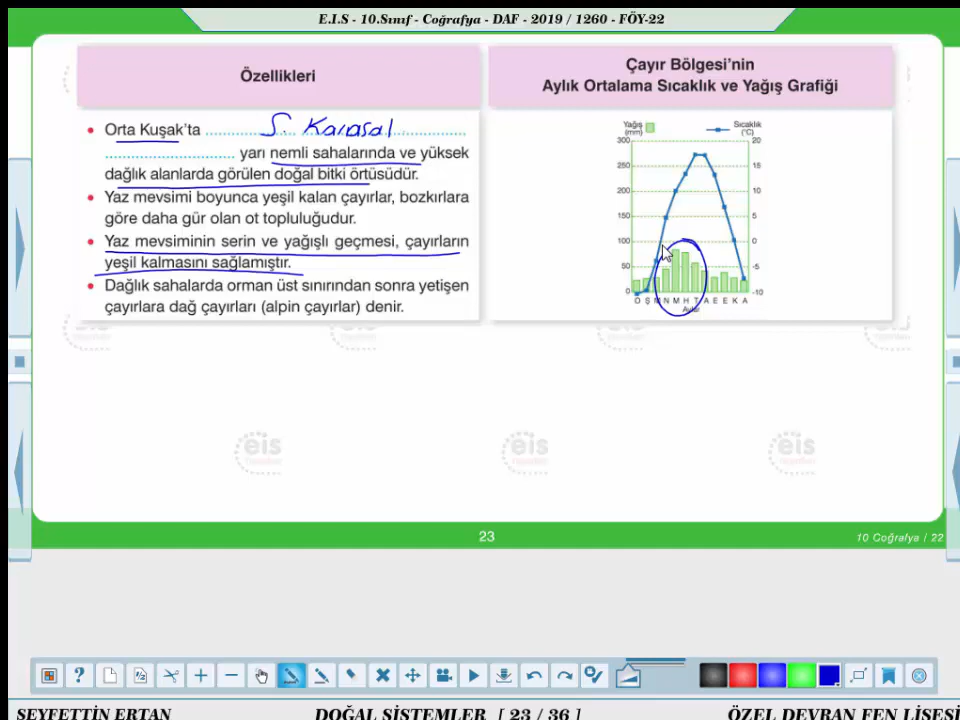 E.I.S - 10.Sınıf - Coğrafya - DAF - 2019 / 1260 - FÖY-22
Özellikleri
Çayır Bölgesi'nin
Aylık Ortalama Sıcaklık ve Yağış Grafiği
• Orta Kuşak'ta S. Karasal
yarı nemli sahalarında ve yüksek
dağlık alanlarda görülen doğal bitki örtüsüdür.
• Yaz mevsimi boyunca yeşil kalan çayırlar, bozkırlara
göre daha gür olan ot topluluğudur.
• Yaz mevsiminin serin ve yağışlı geçmesi, çayırların
yeşil kalmasını sağlamıştır.
• Dağlık sahalarda orman üst sınırından sonra yetişen
çayırlara dağ çayırları (alpin çayırlar) denir.
Yağış
(mm)
Sıcaklık
(°C)
300 20
250 15
200 10
150 5
100 0
50 -5
0 -10
O Ş M N M H T A E E K A
Aylar
eis
eis
eis
23
10 Coğrafya / 22
SEYFETTİN ERTAN
DOĞAL SİSTEMLER [ 23 / 36 ]
ÖZEL DEVRAN FEN LİSESİ